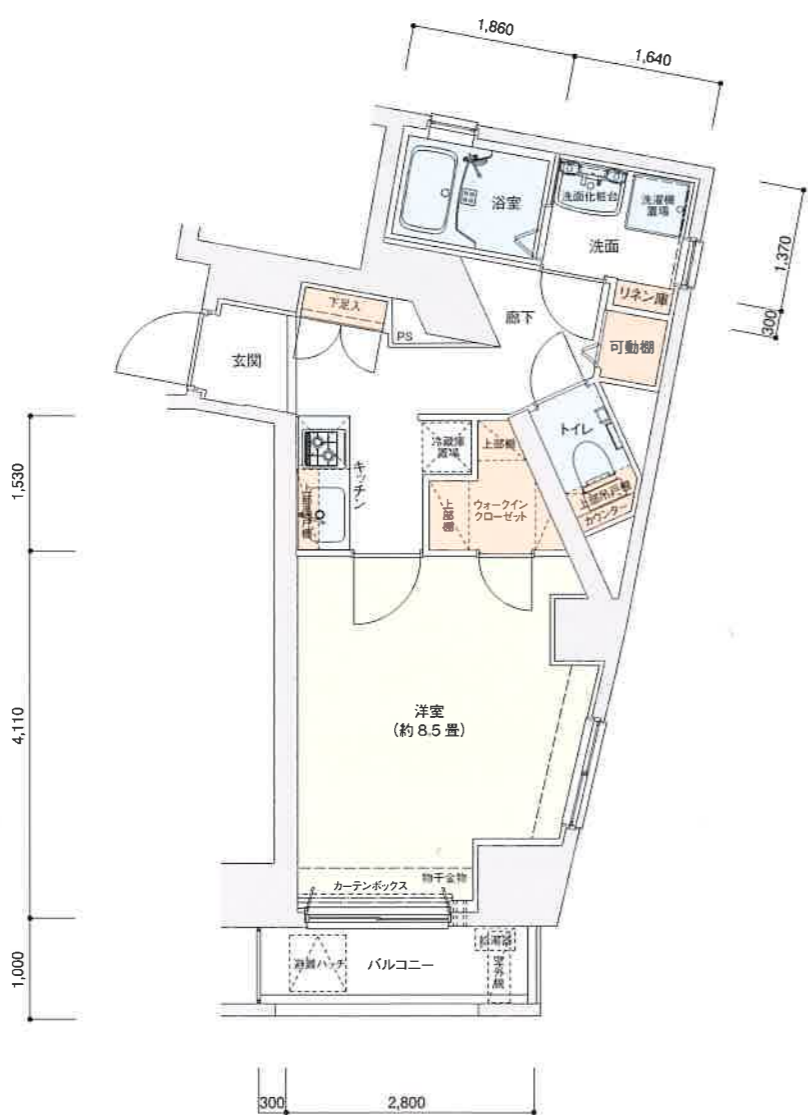 1,860
1,640
浴室
洗面化粧台
洗濯機
置場
洗面
1,370
リネン庫
300
下足入
廊下
PS
可動棚
玄関
トイレ
冷蔵庫
置場
上部棚
キッチン
1,530
上部棚
ウォークイン
クローゼット
上部吊戸棚
カウンター
上部吊戸棚
4,110
洋室
(約 8.5 畳)
物干金物
カーテンボックス
1,000
避難ハッチ
バルコニー
給湯器
室外機
300
2,800